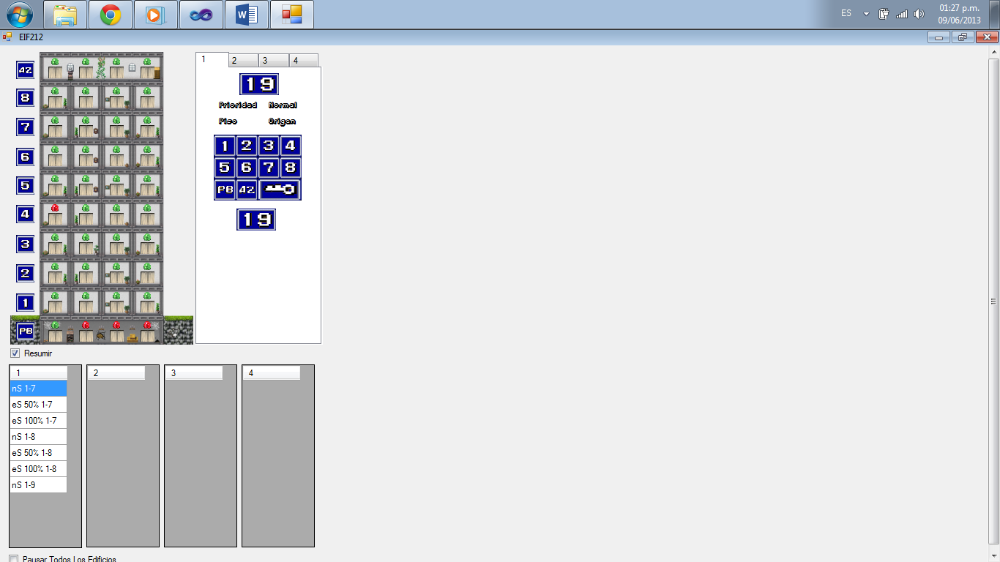 ES
01:27 p.m.
09/06/2013
EIF212
42
8
7
6
5
4
3
2
1
PB
1 2 3 4
19
Prioridad Normal
Piso Origen
1 2 3 4
5 6 7 8
PB 42
19
Resumir
1
nS 1-7
eS 50% 1-7
eS 100% 1-7
nS 1-8
eS 50% 1-8
eS 100% 1-8
nS 1-9
2
3
4
Pausar Todos Los Edificios